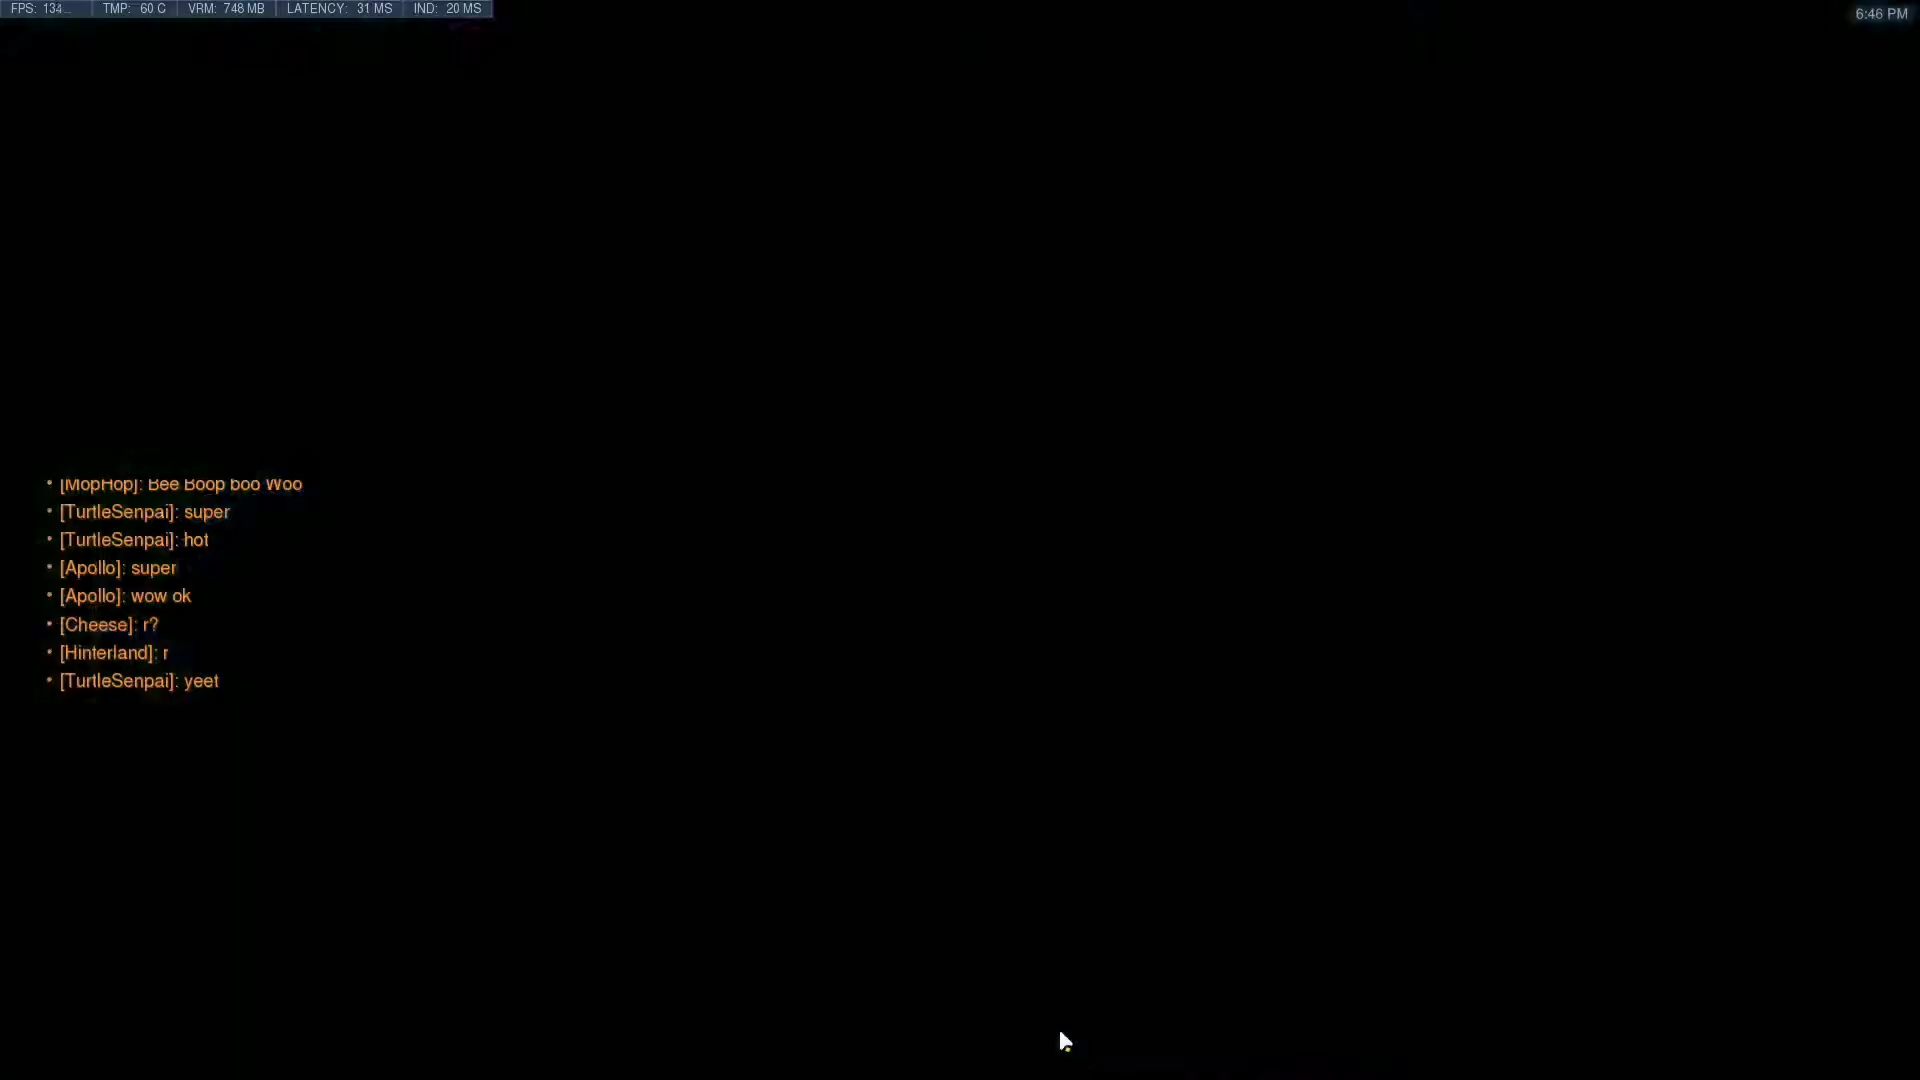 FPS: 134... TMP: 60 C VRM: 748 MB LATENCY: 31 MS IND: 20 MS
6:46 PM
• [MopHop]: Bee Boop boo Woo
• [TurtleSenpai]: super
• [TurtleSenpai]: hot
• [Apollo]: super
• [Apollo]: wow ok
• [Cheese]: r?
• [Hinterland]: r
• [TurtleSenpai]: yeet